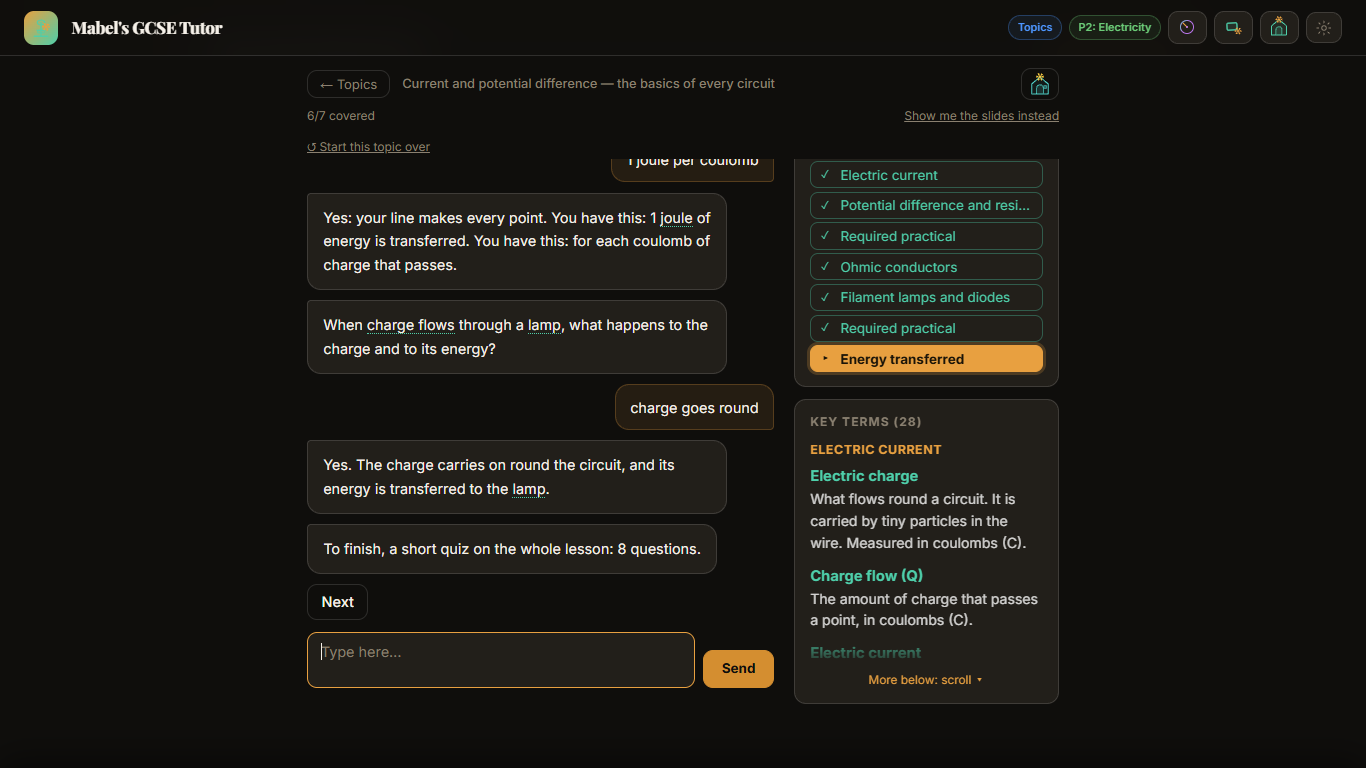 Mabel's GCSE Tutor
Topics
P2: Electricity
← Topics
Current and potential difference — the basics of every circuit
6/7 covered
Show me the slides instead
↺ Start this topic over
1 joule per coulomb
Yes: your line makes every point. You have this: 1 joule of
energy is transferred. You have this: for each coulomb of
charge that passes.
When charge flows through a lamp, what happens to the
charge and to its energy?
charge goes round
Yes. The charge carries on round the circuit, and its
energy is transferred to the lamp.
To finish, a short quiz on the whole lesson: 8 questions.
Next
Type here...
Send
✓ Electric current
✓ Potential difference and resi...
✓ Required practical
✓ Ohmic conductors
✓ Filament lamps and diodes
✓ Required practical
▸ Energy transferred
KEY TERMS (28)
ELECTRIC CURRENT
Electric charge
What flows round a circuit. It is
carried by tiny particles in the
wire. Measured in coulombs (C).
Charge flow (Q)
The amount of charge that passes
a point, in coulombs (C).
Electric current
More below: scroll ▾